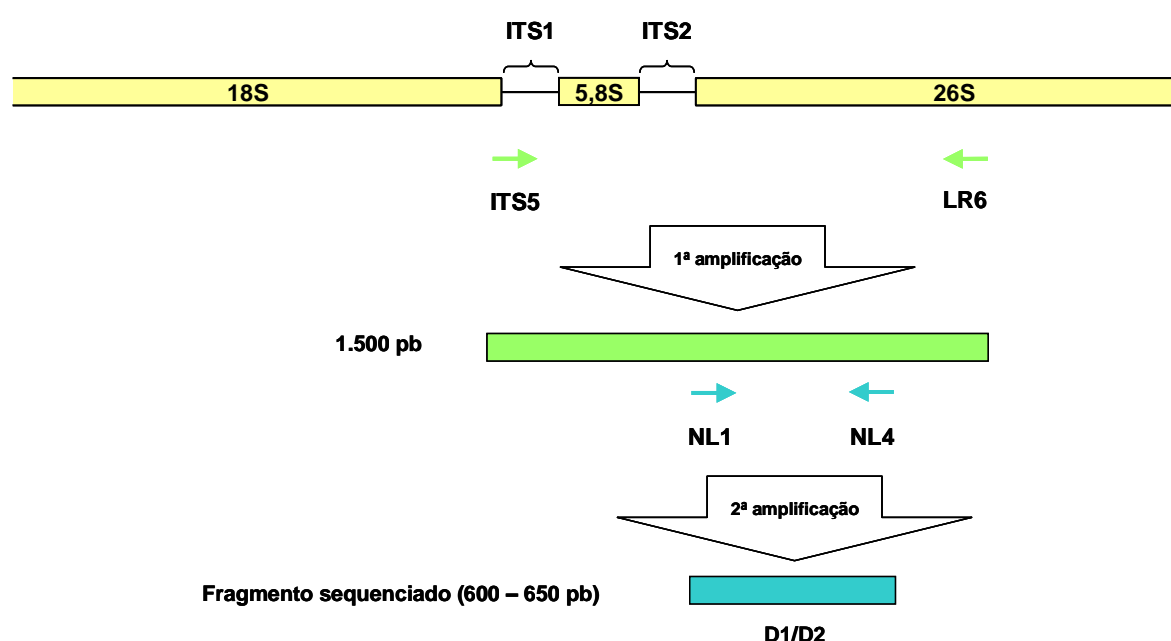 ITS1 ITS2
18S 5,8S 26S
ITS5 LR6
1ª amplificação
1.500 pb
NL1 NL4
2ª amplificação
Fragmento sequenciado (600 – 650 pb)
D1/D2